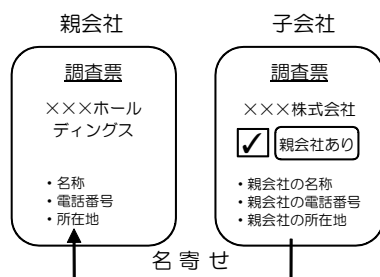 親会社
調査票
×××ホール
ディングス
・名称
・電話番号
・所在地
子会社
調査票
×××株式会社
✓ 親会社あり
・親会社の名称
・親会社の電話番号
・親会社の所在地
名寄せ